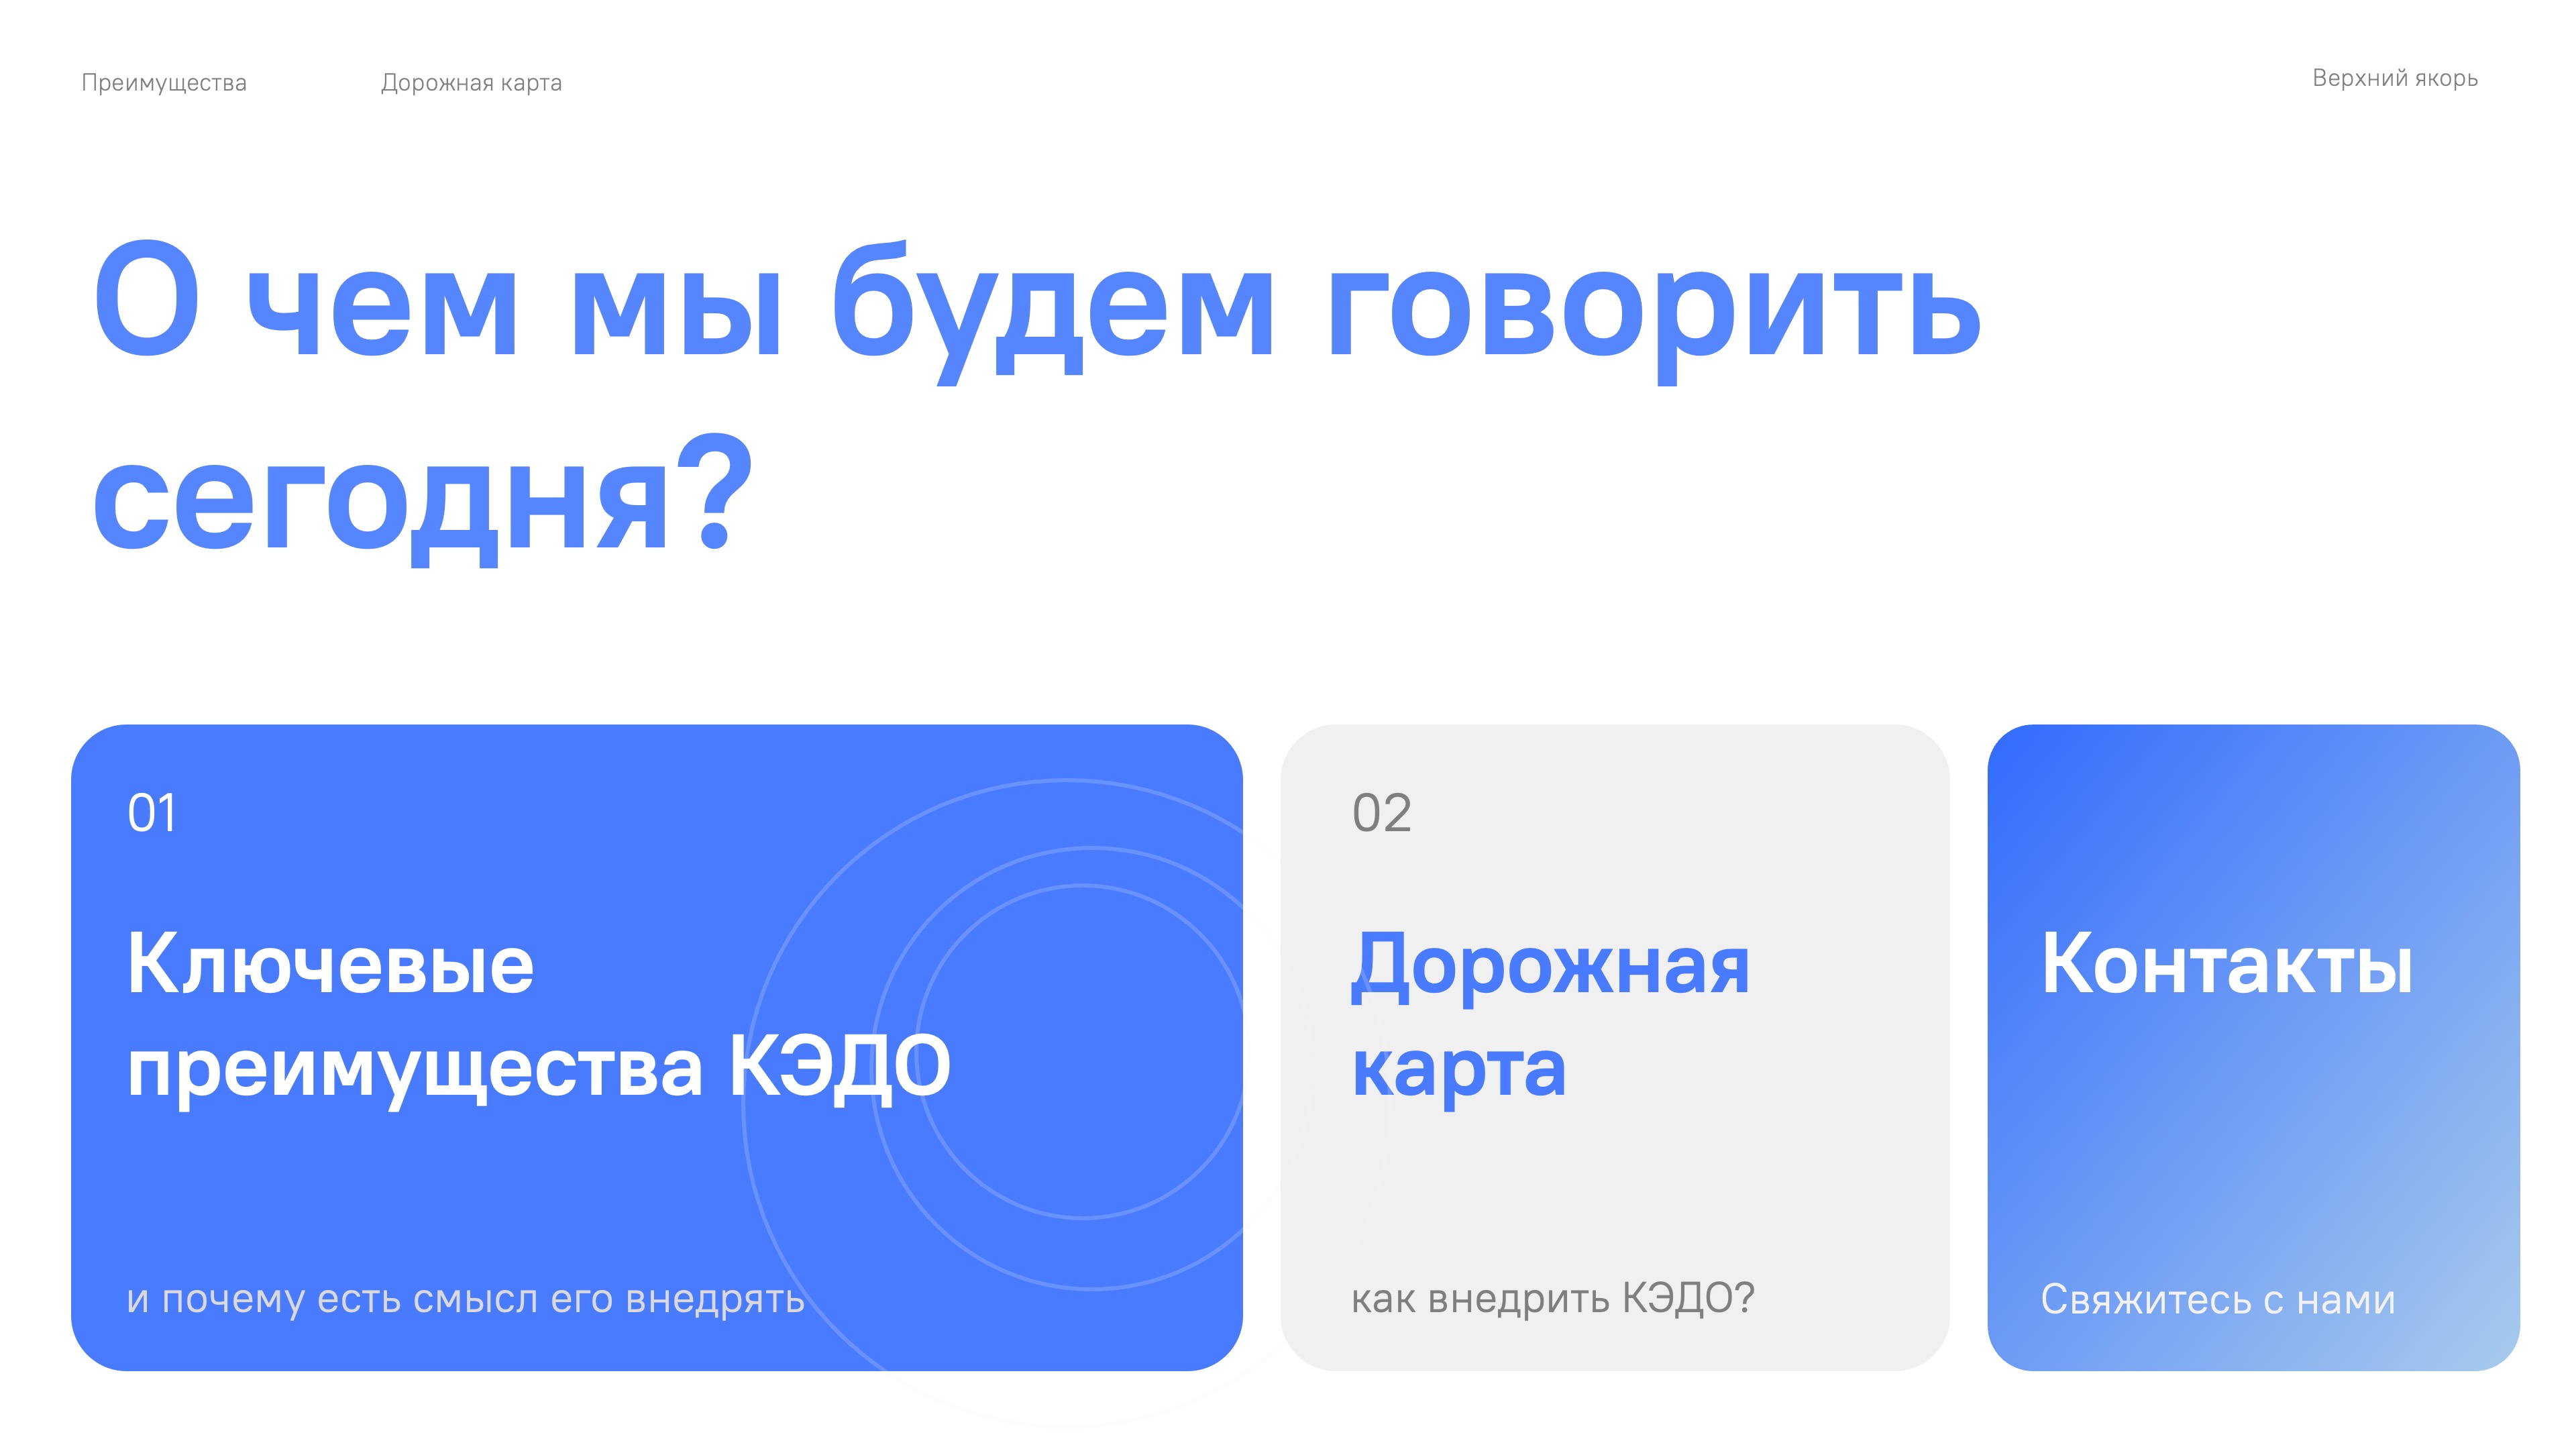 Преимущества
Дорожная карта
Верхний якорь
О чем мы будем говорить
сегодня?
01
Ключевые
преимущества КЭДО
и почему есть смысл его внедрять
02
Дорожная
карта
как внедрить КЭДО?
Контакты
Свяжитесь с нами